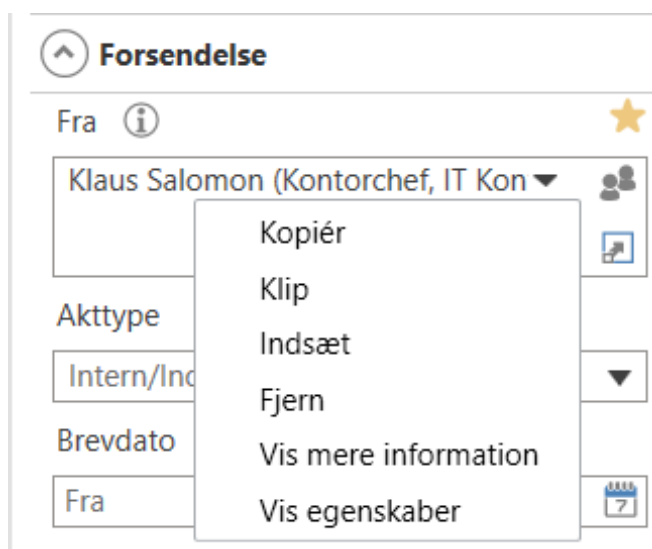 Forsendelse
Fra
Klaus Salomon (Kontorchef, IT Kon
Kopiér
Klip
Akttype
Indsæt
Intern/Ind
Fjern
Brevdato
Vis mere information
Fra
7
Vis egenskaber